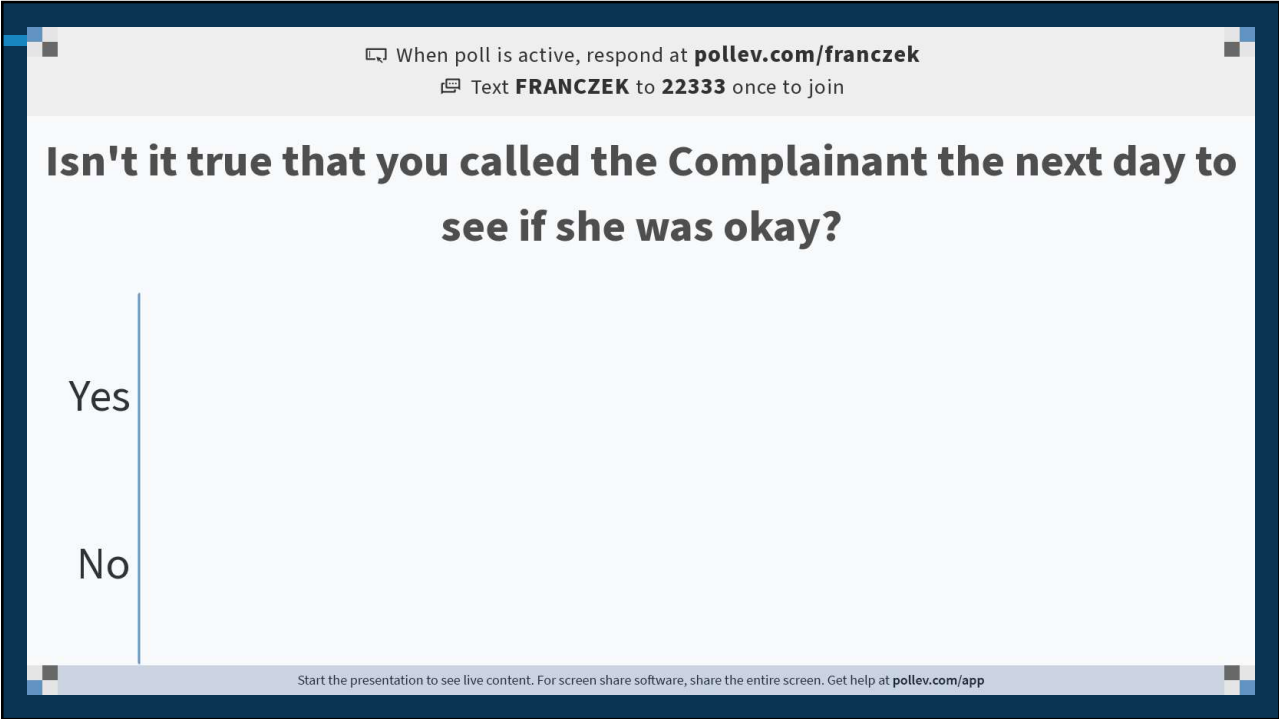 When poll is active, respond at pollev.com/franczek
Text FRANCZEK to 22333 once to join
Isn't it true that you called the Complainant the next day to
see if she was okay?
Yes
No
Start the presentation to see live content. For screen share software, share the entire screen. Get help at pollev.com/app